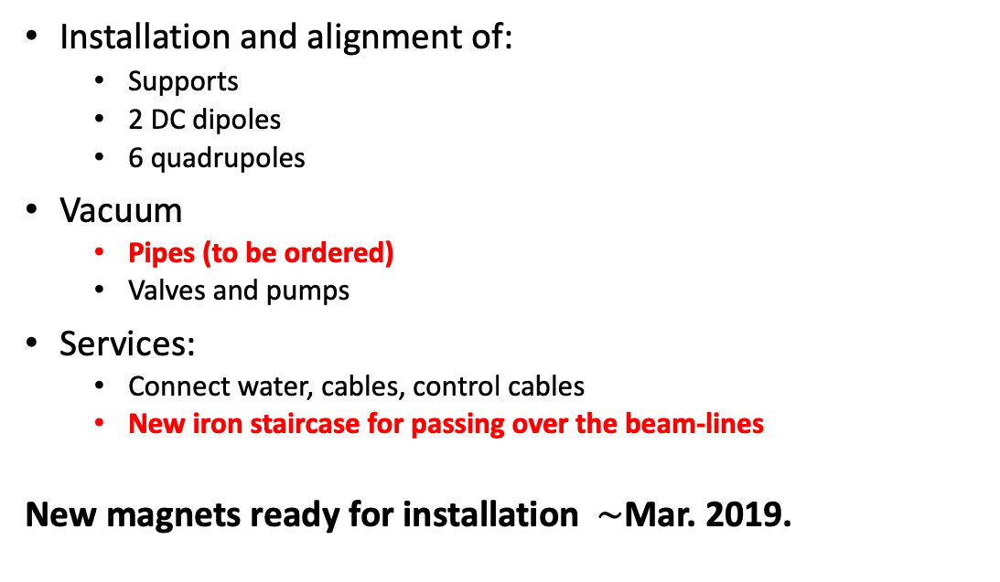 • Installation and alignment of:
• Supports
• 2 DC dipoles
• 6 quadrupoles
• Vacuum
• Pipes (to be ordered)
• Valves and pumps
• Services:
• Connect water, cables, control cables
• New iron staircase for passing over the beam-lines
New magnets ready for installation ~Mar. 2019.